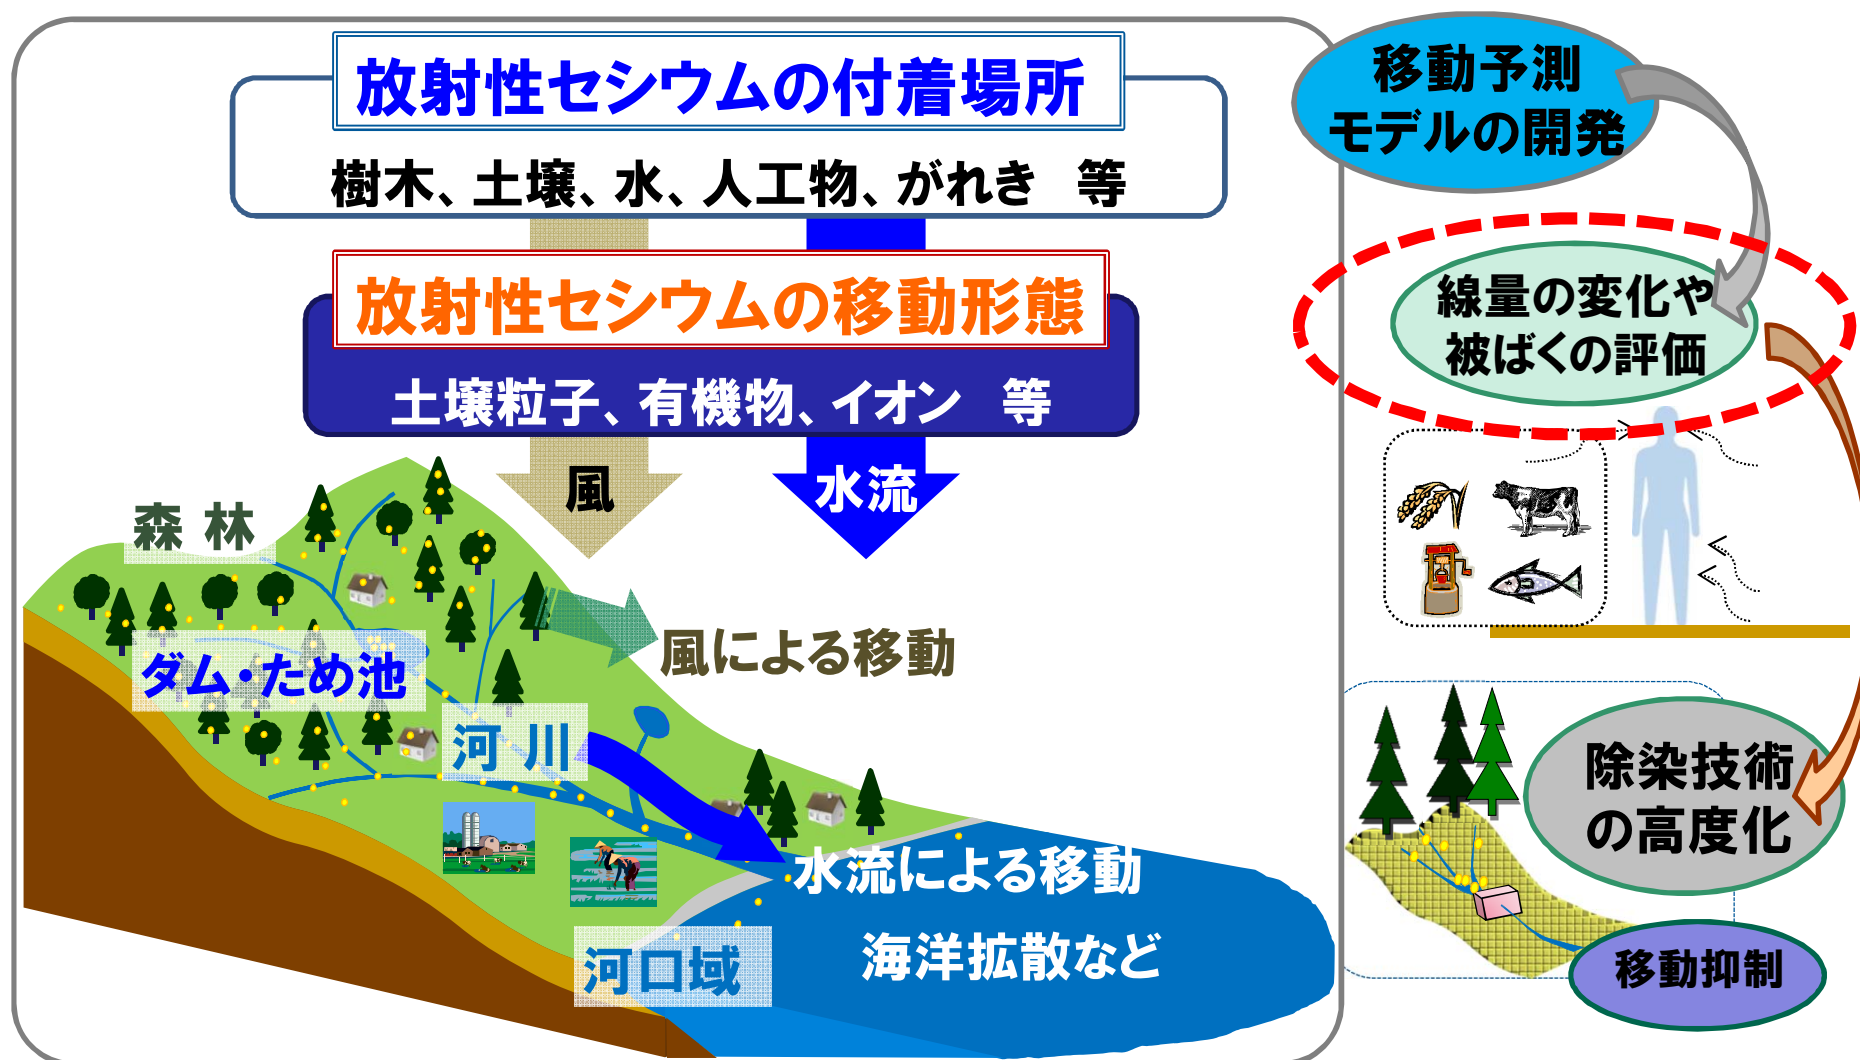 放射性セシウムの付着場所
樹木、土壌、水、人工物、がれき　等
放射性セシウムの移動形態
土壌粒子、有機物、イオン　等
風
水流
森 林
風による移動
ダム・ため池
河 川
水流による移動
海洋拡散など
河口域
移動予測
モデルの開発
線量の変化や
被ばくの評価
除染技術
の高度化
移動抑制